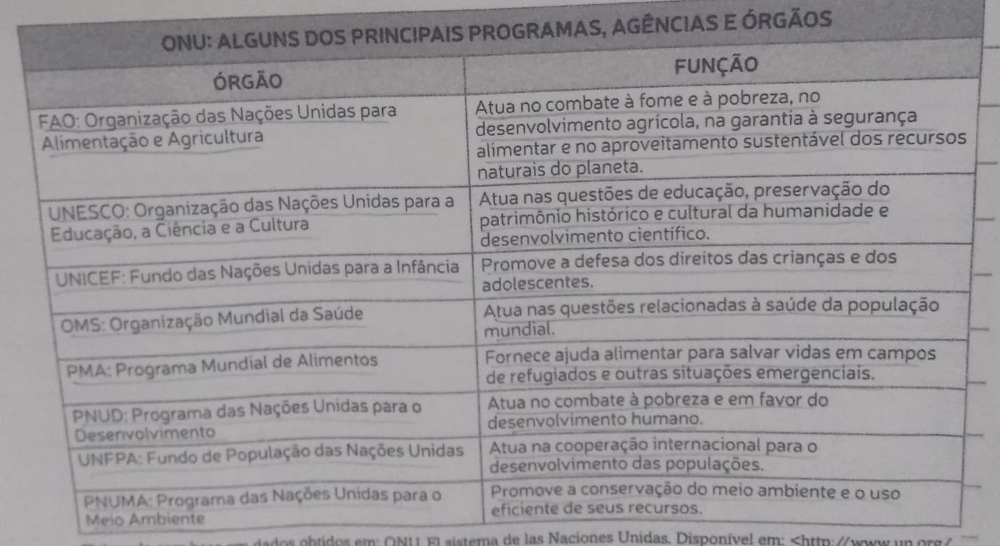 ONU: ALGUNS DOS PRINCIPAIS PROGRAMAS, AGÊNCIAS E ÓRGÃOS
ÓRGÃO
FUNÇÃO
FAO: Organização das Nações Unidas para
Alimentação e Agricultura
Atua no combate à fome e à pobreza, no
desenvolvimento agrícola, na garantia à segurança
alimentar e no aproveitamento sustentável dos recursos
naturais do planeta.
UNESCO: Organização das Nações Unidas para a
Educação, a Ciência e a Cultura
Atua nas questões de educação, preservação do
patrimônio histórico e cultural da humanidade e
desenvolvimento científico.
UNICEF: Fundo das Nações Unidas para a Infância
Promove a defesa dos direitos das crianças e dos
adolescentes.
OMS: Organização Mundial da Saúde
Atua nas questões relacionadas à saúde da população
mundial.
PMA: Programa Mundial de Alimentos
Fornece ajuda alimentar para salvar vidas em campos
de refugiados e outras situações emergenciais.
PNUD: Programa das Nações Unidas para o
Desenvolvimento
Atua no combate à pobreza e em favor do
desenvolvimento humano.
UNFPA: Fundo de População das Nações Unidas
Atua na cooperação internacional para o
desenvolvimento das populações.
PNUMA: Programa das Nações Unidas para o
Meio Ambiente
Promove a conservação do meio ambiente e o uso
eficiente de seus recursos.
dados obtidos em: ONU. El sistema de las Naciones Unidas. Disponível em: <http://www.un.org/